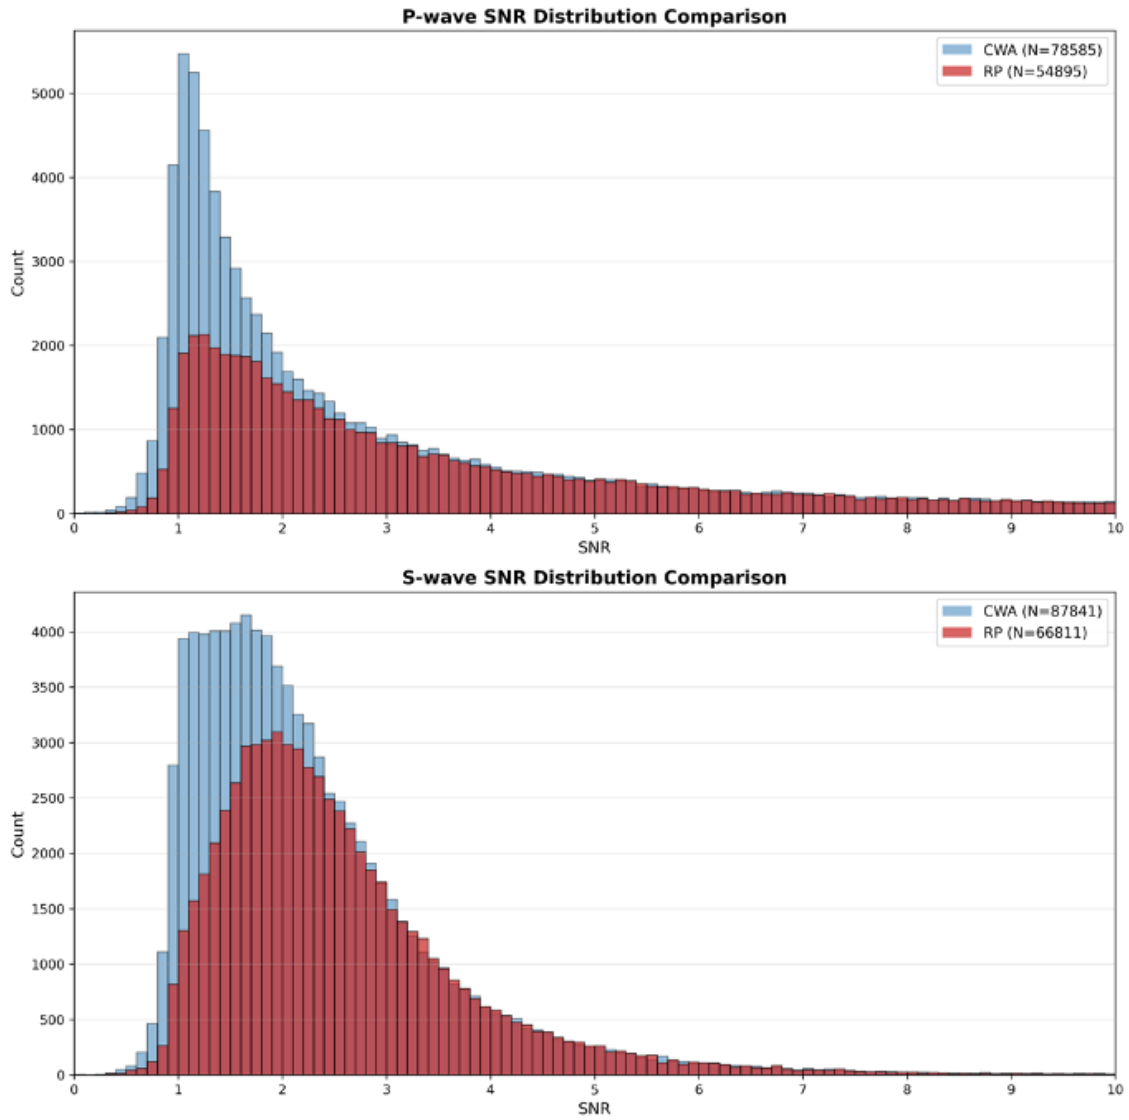 P-wave SNR Distribution Comparison
CWA (N=78585)
RP (N=54895)
5000
4000
3000
2000
1000
0
Count
0 1 2 3 4 5 6 7 8 9 10
SNR
S-wave SNR Distribution Comparison
CWA (N=87841)
RP (N=66811)
4000
3500
3000
2500
2000
1500
1000
500
0
Count
0 1 2 3 4 5 6 7 8 9 10
SNR